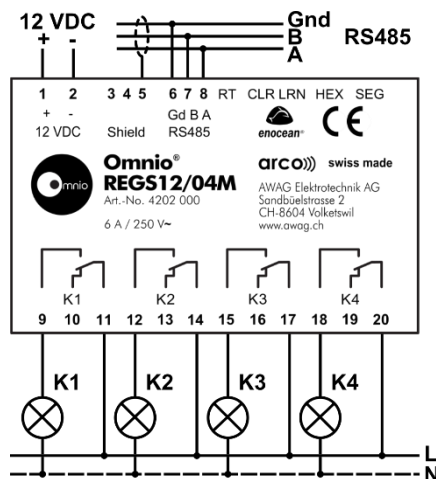 12 VDC
+ -
Gnd
B
A
RS485
1 2 3 4 5 6 7 8 RT CLR LRN HEX SEG
+ - Gd B A
12 VDC Shield RS485
enocean®
CE
Omnio
Omnio®
REGS12/04M
Art.-No. 4202 000
6 A / 250 V~
arco))) swiss made
AWAG Elektrotechnik AG
Sandbüelstrasse 2
CH-8604 Volketswil
www.awag.ch
K1 K2 K3 K4
9 10 11 12 13 14 15 16 17 18 19 20
K1 K2 K3 K4
L
N